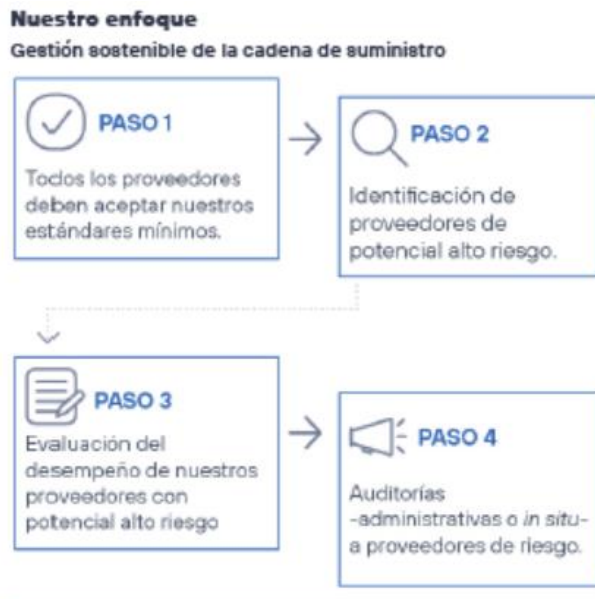 Nuestro enfoque
Gestión sostenible de la cadena de suministro
PASO 1
Todos los proveedores
deben aceptar nuestros
estándares mínimos.
PASO 2
Identificación de
proveedores de
potencial alto riesgo.
PASO 3
Evaluación del
desempeño de nuestros
proveedores con
potencial alto riesgo
PASO 4
Auditorías
-administrativas o in situ-
a proveedores de riesgo.